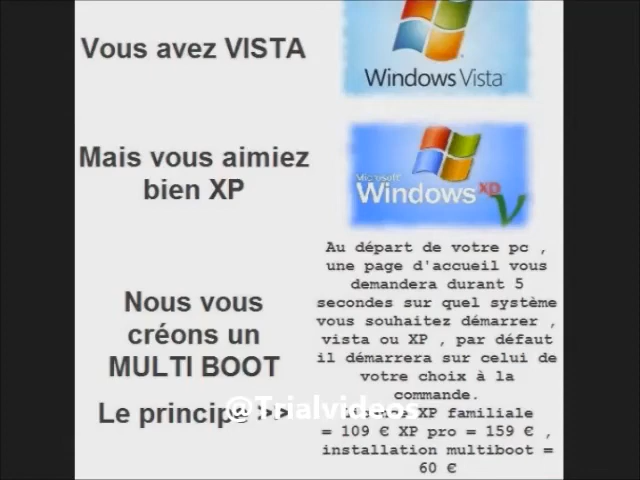 Vous avez VISTA
Windows Vista
Mais vous aimiez
bien XP
Microsoft
Windows xp
Nous vous
créons un
MULTI BOOT
Le principe >>
Au départ de votre pc ,
une page d'accueil vous
demandera durant 5
secondes sur quel système
vous souhaitez démarrer ,
vista ou XP , par défaut
il démarrera sur celui de
votre choix à la
commande.
XP familiale
= 109 € XP pro = 159 € ,
installation multiboot =
60 €
@Trialvideos